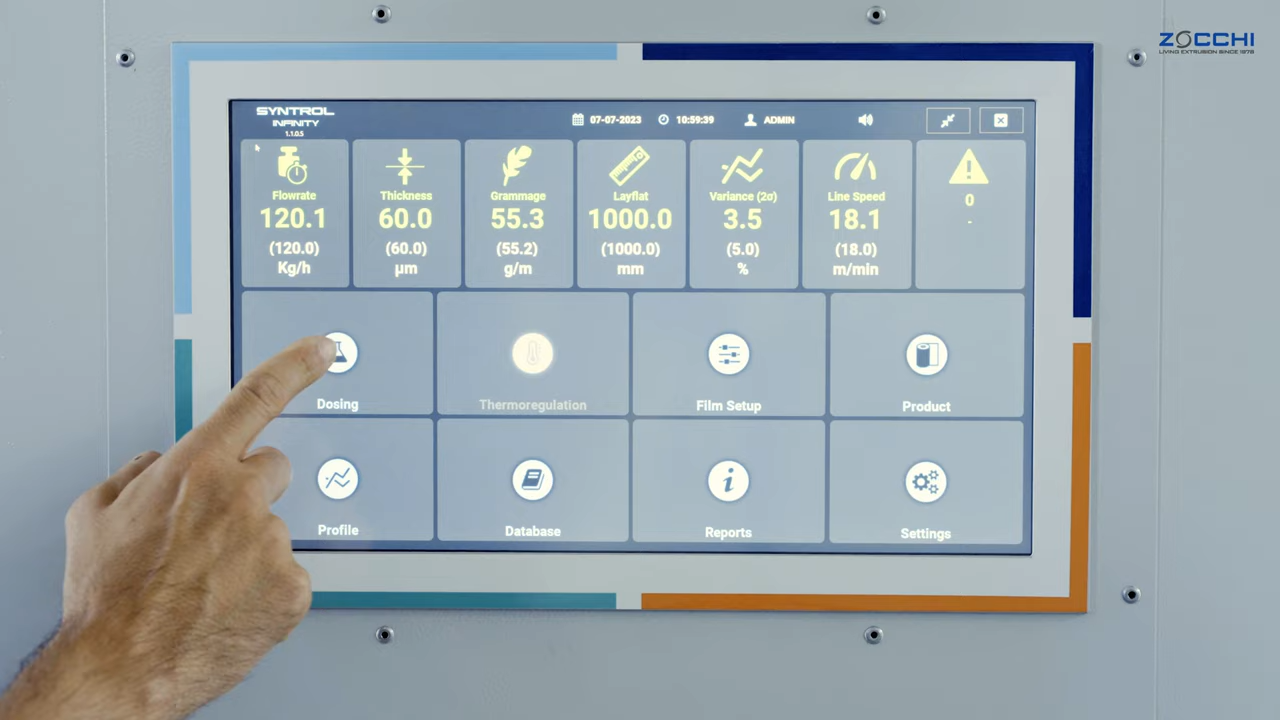 ZOCCHI
LIVING EXTRUSION SINCE 1975
SYNTROL
INFINITY
1.1.0.5
07-07-2023 10:59:39 ADMIN
Flowrate Thickness Grammage Layflat Variance (2σ) Line Speed 0
120.1 60.0 55.3 1000.0 3.5 18.1 -
(120.0) (60.0) (55.2) (1000.0) (5.0) (18.0)
Kg/h µm g/m mm % m/min
Dosing Thermoregulation Film Setup Product
Profile Database Reports Settings